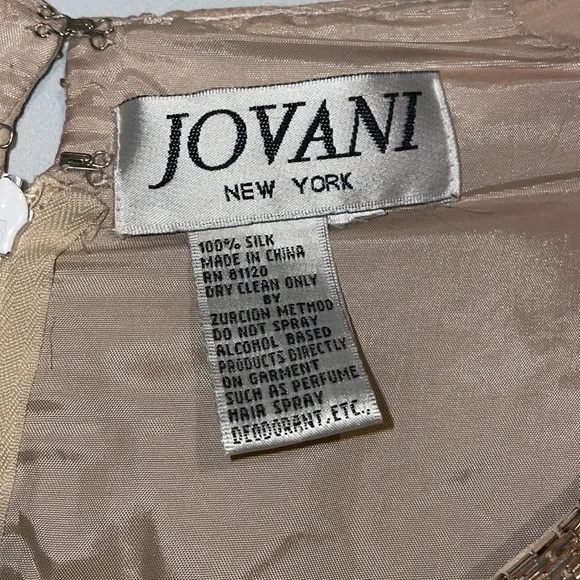 JOVANI
NEW YORK
100% SILK
MADE IN CHINA
RN 81120
DRY CLEAN ONLY
BY
ZURCION METHOD
DO NOT SPRAY
ALCOHOL BASED
PRODUCTS DIRECTLY
ON GARMENT
SUCH AS PERFUME
HAIR SPRAY
DEODORANT, ETC.,